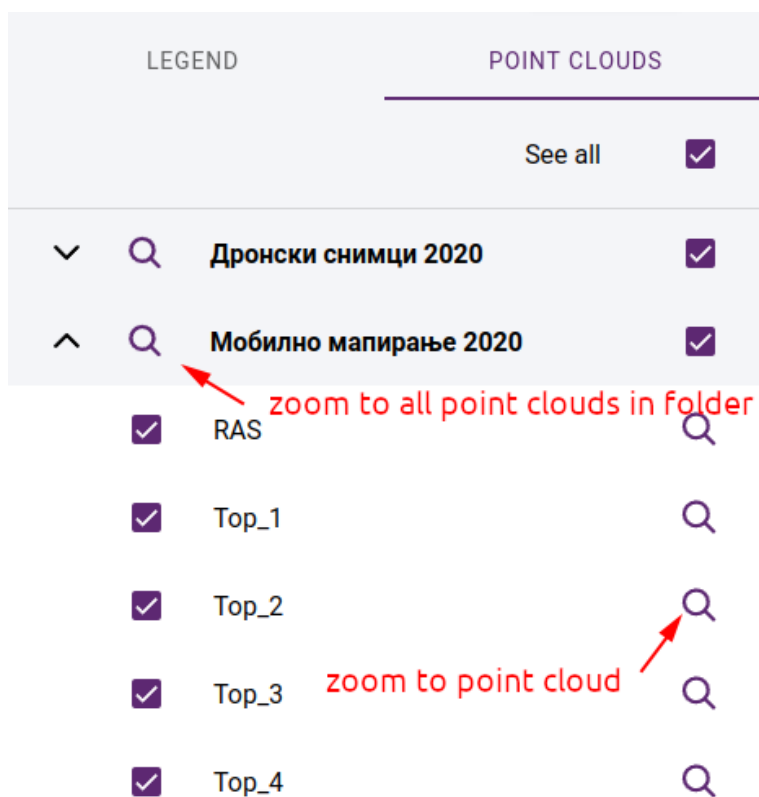 LEGEND POINT CLOUDS
See all
Дронски снимци 2020
Мобилно мапирање 2020
zoom to all point clouds in folder
RAS
Top_1
Top_2
zoom to point cloud
Top_3
Top_4